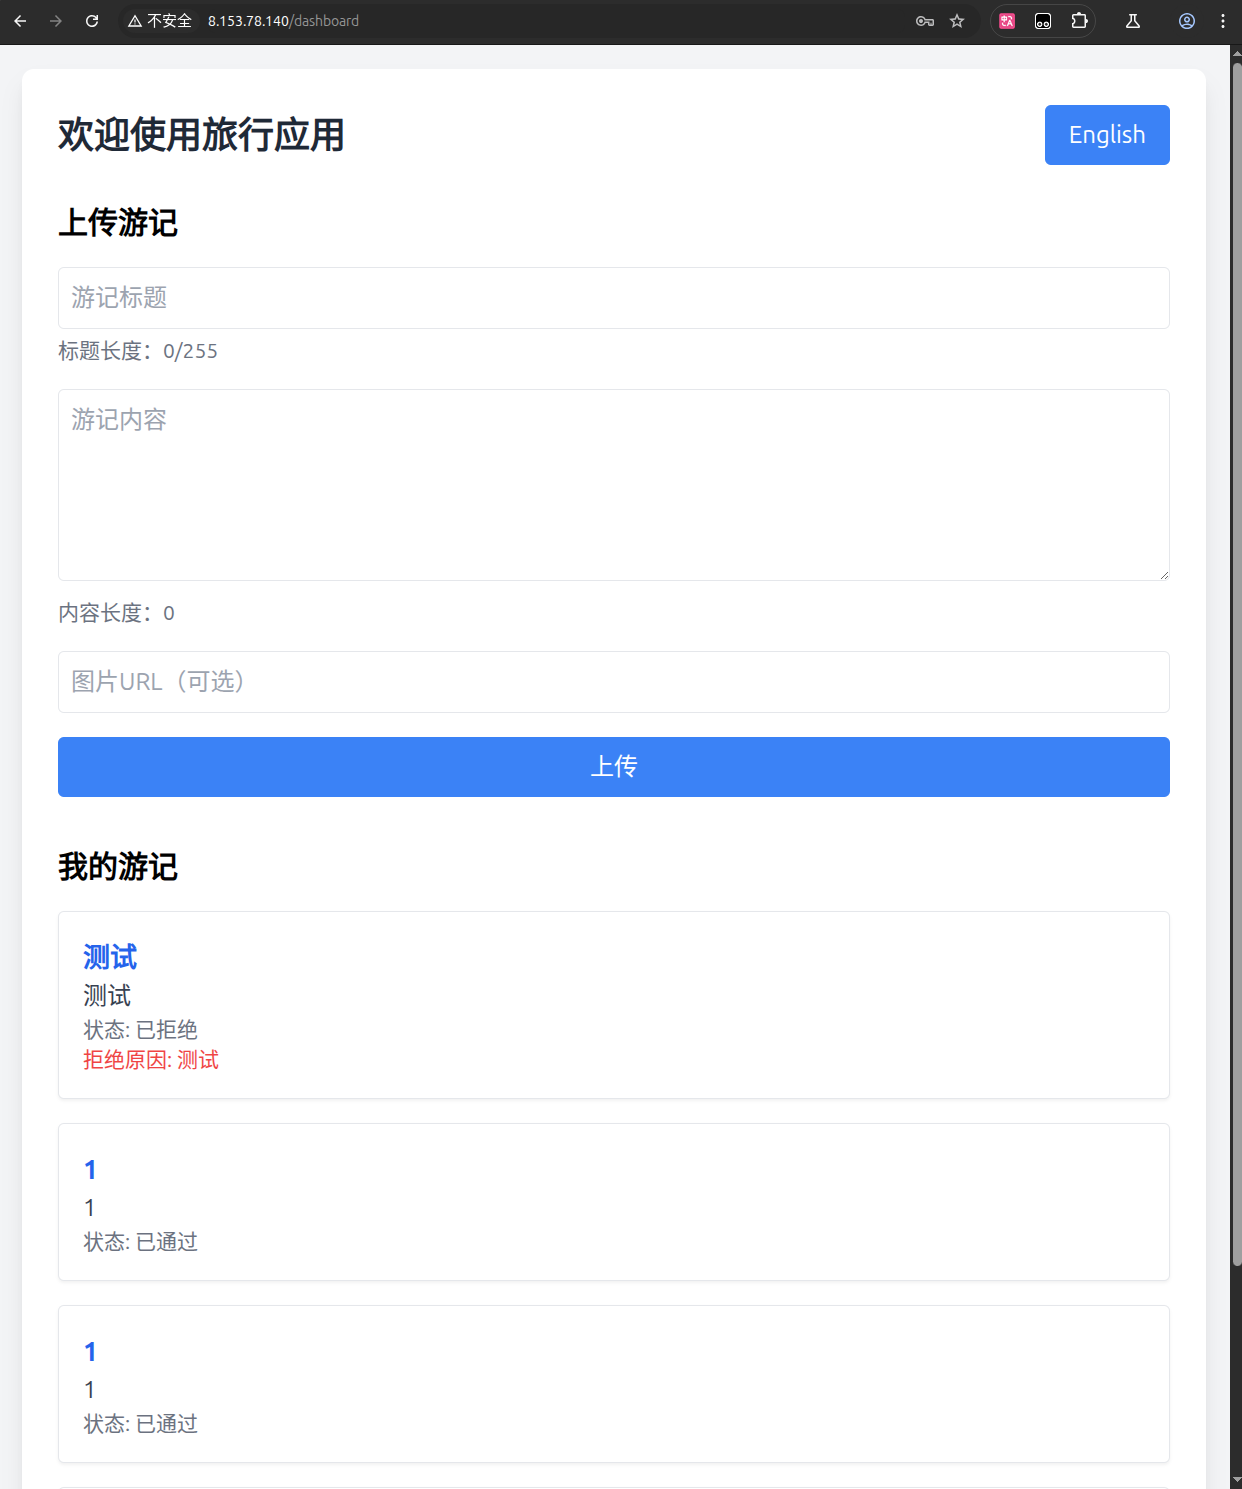 不安全 8.153.78.140/dashboard
欢迎使用旅行应用
English
上传游记
游记标题
标题长度：0/255
游记内容
内容长度：0
图片URL（可选）
上传
我的游记
测试
测试
状态: 已拒绝
拒绝原因: 测试
1
1
状态: 已通过
1
1
状态: 已通过